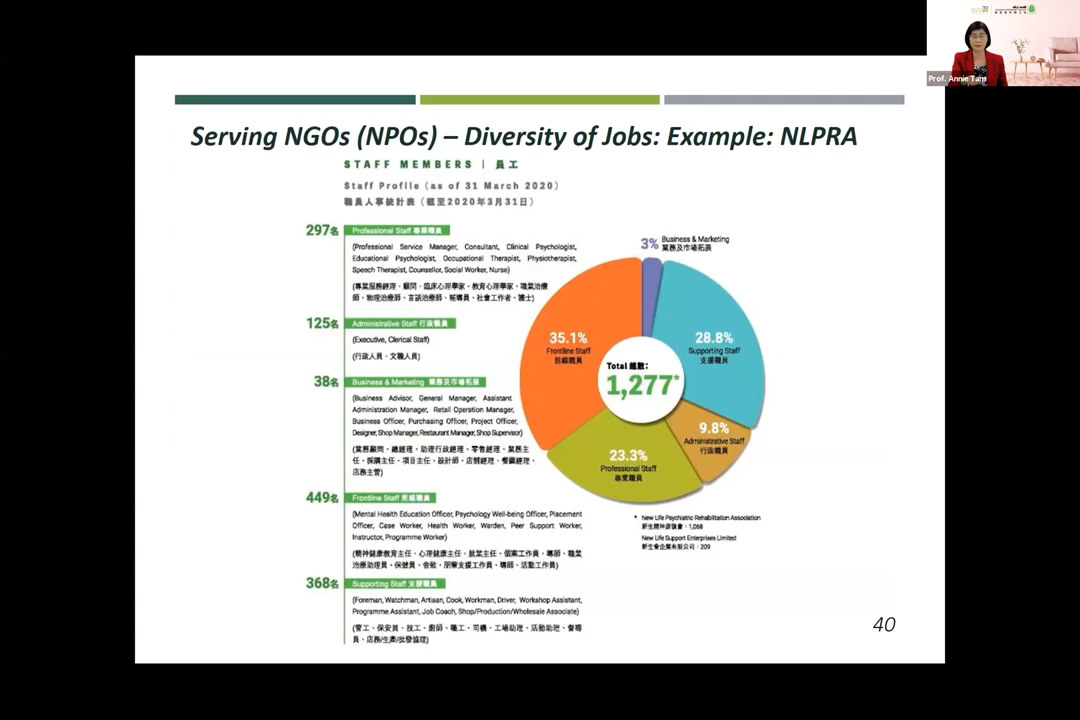 Serving NGOs (NPOs) – Diversity of Jobs: Example: NLPRA
STAFF MEMBERS | 員工
Staff Profile (as of 31 March 2020)
職員人事統計表（截至2020年3月31日）
297名
Professional Staff 專業職員
(Professional Service Manager, Consultant, Clinical Psychologist,
Educational Psychologist, Occupational Therapist, Physiotherapist,
Speech Therapist, Counsellor, Social Worker, Nurse)
(專業服務經理、顧問、臨床心理學家、教育心理學家、職業治療
師、物理治療師、言語治療師、輔導員、社會工作者、護士)
125名
Administrative Staff 行政職員
(Executive, Clerical Staff)
(行政人員、文職人員)
38名
Business & Marketing 業務及市場拓展
(Business Advisor, General Manager, Assistant
Administration Manager, Retail Operation Manager,
Business Officer, Purchasing Officer, Project Officer,
Designer, Shop Manager, Restaurant Manager, Shop Supervisor)
(業務顧問、總經理、助理行政經理、零售經理、業務主
任、採購主任、項目主任、設計師、店舖經理、餐廳經理、
店務主管)
449名
Frontline Staff 前線職員
(Mental Health Education Officer, Psychology Well-being Officer, Placement
Officer, Case Worker, Health Worker, Warden, Peer Support Worker,
Instructor, Programme Worker)
(精神健康教育主任、心理健康主任、就業主任、個案工作員、導師、職業
治療助理員、保健員、舍監、朋輩支援工作員、導師、活動工作員)
368名
Supporting Staff 支援職員
(Foreman, Watchman, Artisan, Cook, Workman, Driver, Workshop Assistant,
Programme Assistant, Job Coach, Shop/Production/Wholesale Associate)
(管工、保安員、技工、廚師、職工、司機、工場助理、活動助理、督導
員、店務/生產/批發協理)
3%
Business & Marketing
業務及市場拓展
28.8%
Supporting Staff
支援職員
9.8%
Administrative Staff
行政職員
23.3%
Professional Staff
專業職員
35.1%
Frontline Staff
前線職員
Total 總數:
1,277*
* New Life Psychiatric Rehabilitation Association
新生精神康復會：1,068
New Life Support Enterprises Limited
新生會企業有限公司：209
40
Prof. Annie Tam